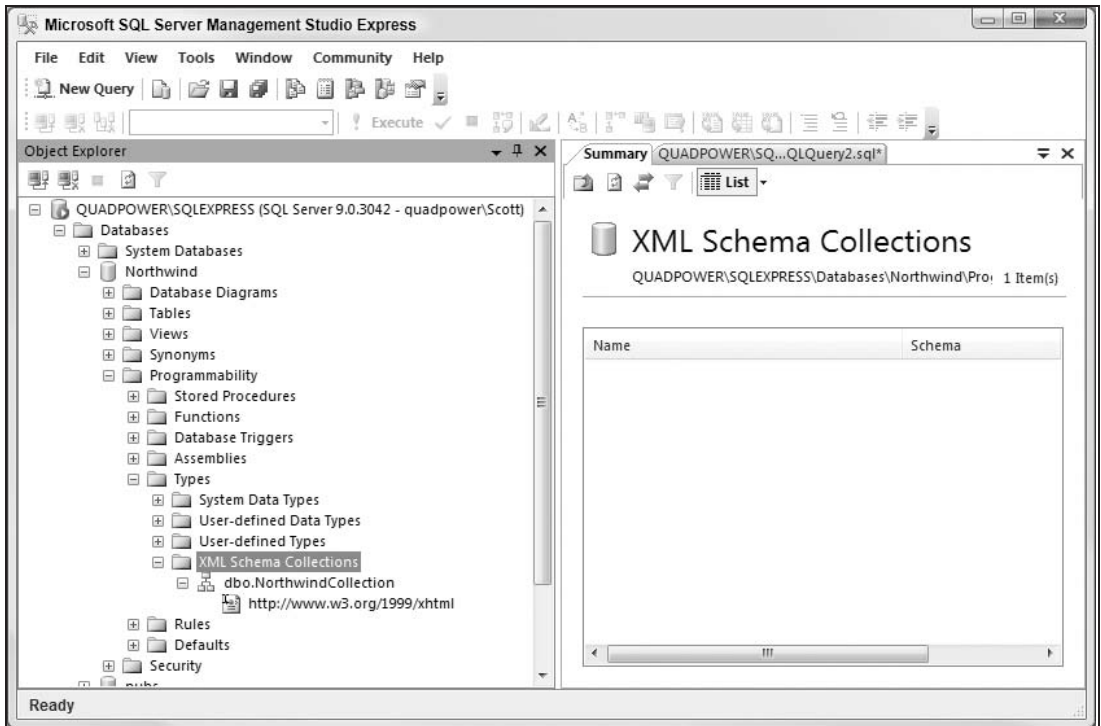 Microsoft SQL Server Management Studio Express
File Edit View Tools Window Community Help
New Query
Execute
Object Explorer
QUADPOWER\SQLEXPRESS (SQL Server 9.0.3042 - quadpower\Scott)
Databases
System Databases
Northwind
Database Diagrams
Tables
Views
Synonyms
Programmability
Stored Procedures
Functions
Database Triggers
Assemblies
Types
System Data Types
User-defined Data Types
User-defined Types
XML Schema Collections
dbo.NorthwindCollection
http://www.w3.org/1999/xhtml
Rules
Defaults
Security
pubs
Summary QUADPOWER\SQ...QLQuery2.sql*
List
XML Schema Collections
QUADPOWER\SQLEXPRESS\Databases\Northwind\Pro 1 Item(s)
Name Schema
Ready